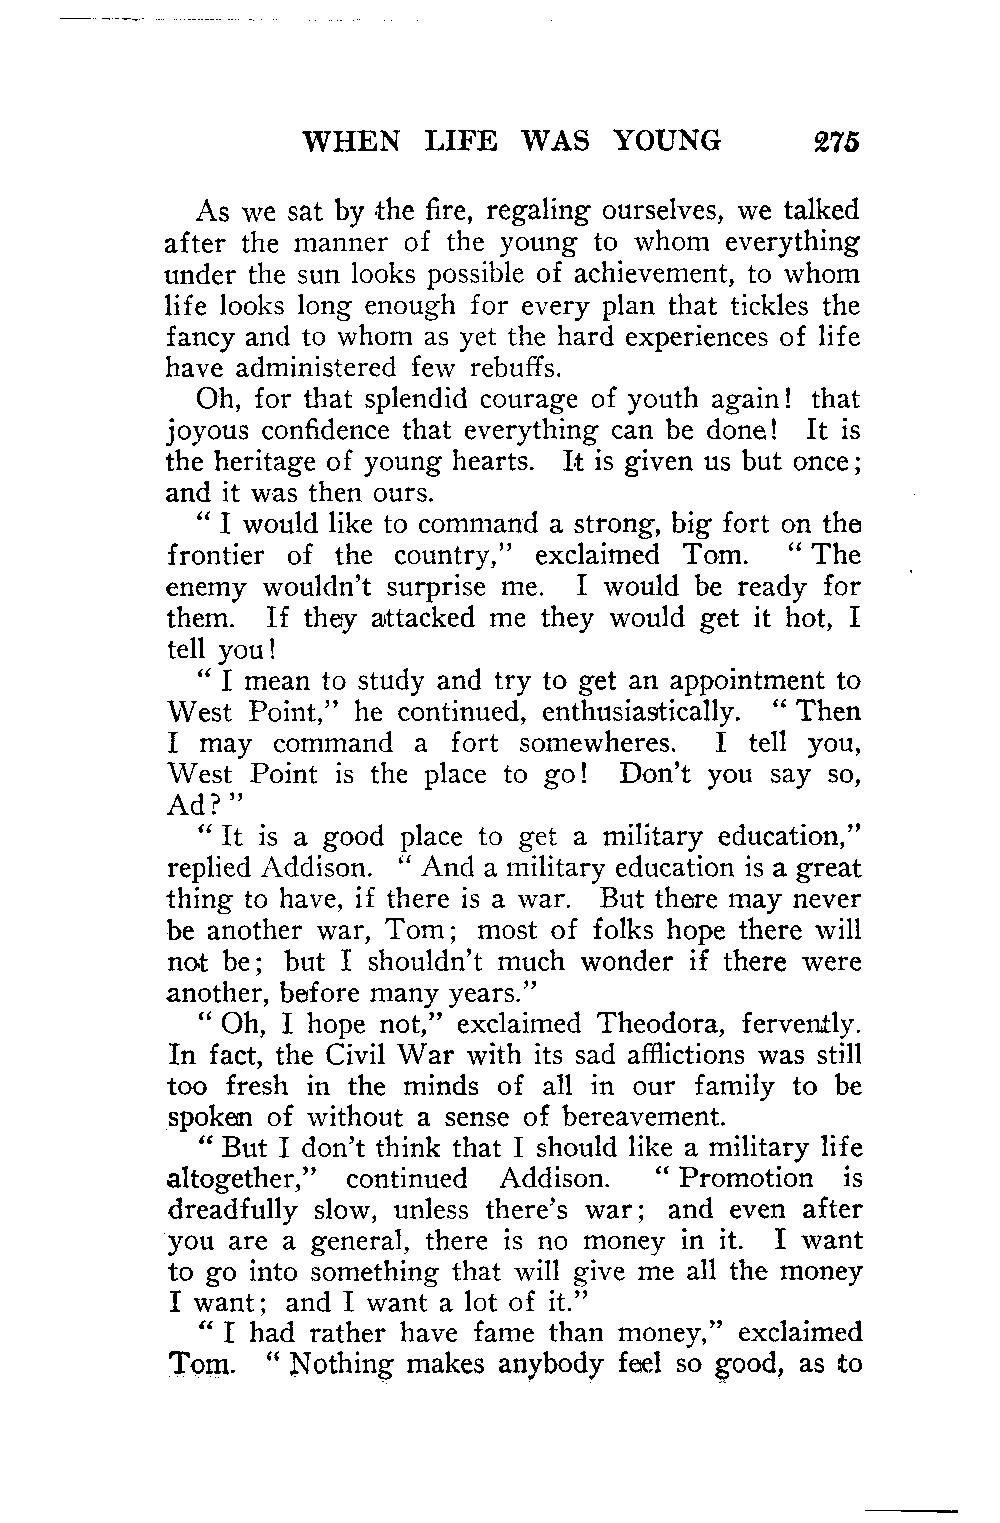 WHEN LIFE WAS YOUNG 275
As we sat by the fire, regaling ourselves, we talked
after the manner of the young to whom everything
under the sun looks possible of achievement, to whom
life looks long enough for every plan that tickles the
fancy and to whom as yet the hard experiences of life
have administered few rebuffs.
Oh, for that splendid courage of youth again! that
joyous confidence that everything can be done! It is
the heritage of young hearts. It is given us but once;
and it was then ours.
“ I would like to command a strong, big fort on the
frontier of the country,” exclaimed Tom. “ The
enemy wouldn't surprise me. I would be ready for
them. If they attacked me they would get it hot, I
tell you!
“ I mean to study and try to get an appointment to
West Point,” he continued, enthusiastically. “ Then
I may command a fort somewheres. I tell you,
West Point is the place to go! Don't you say so,
Ad? ”
“ It is a good place to get a military education,”
replied Addison. “ And a military education is a great
thing to have, if there is a war. But there may never
be another war, Tom; most of folks hope there will
not be; but I shouldn't much wonder if there were
another, before many years.”
“ Oh, I hope not,” exclaimed Theodora, fervently.
In fact, the Civil War with its sad afflictions was still
too fresh in the minds of all in our family to be
spoken of without a sense of bereavement.
“ But I don't think that I should like a military life
altogether,” continued Addison. “ Promotion is
dreadfully slow, unless there's war; and even after
you are a general, there is no money in it. I want
to go into something that will give me all the money
I want; and I want a lot of it.”
“ I had rather have fame than money,” exclaimed
Tom. “ Nothing makes anybody feel so good, as to